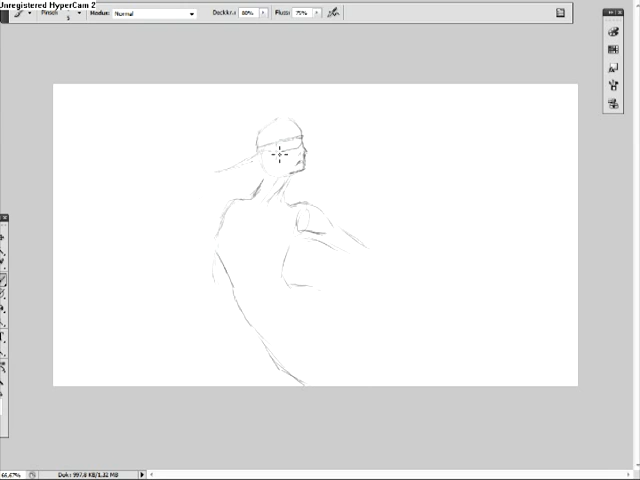 Unregistered HyperCam 2
Pinsel: 5 Modus: Normal Deckkr.: 80% Fluss: 75%
66,67% Dok: 997,8 KB/1,32 MB